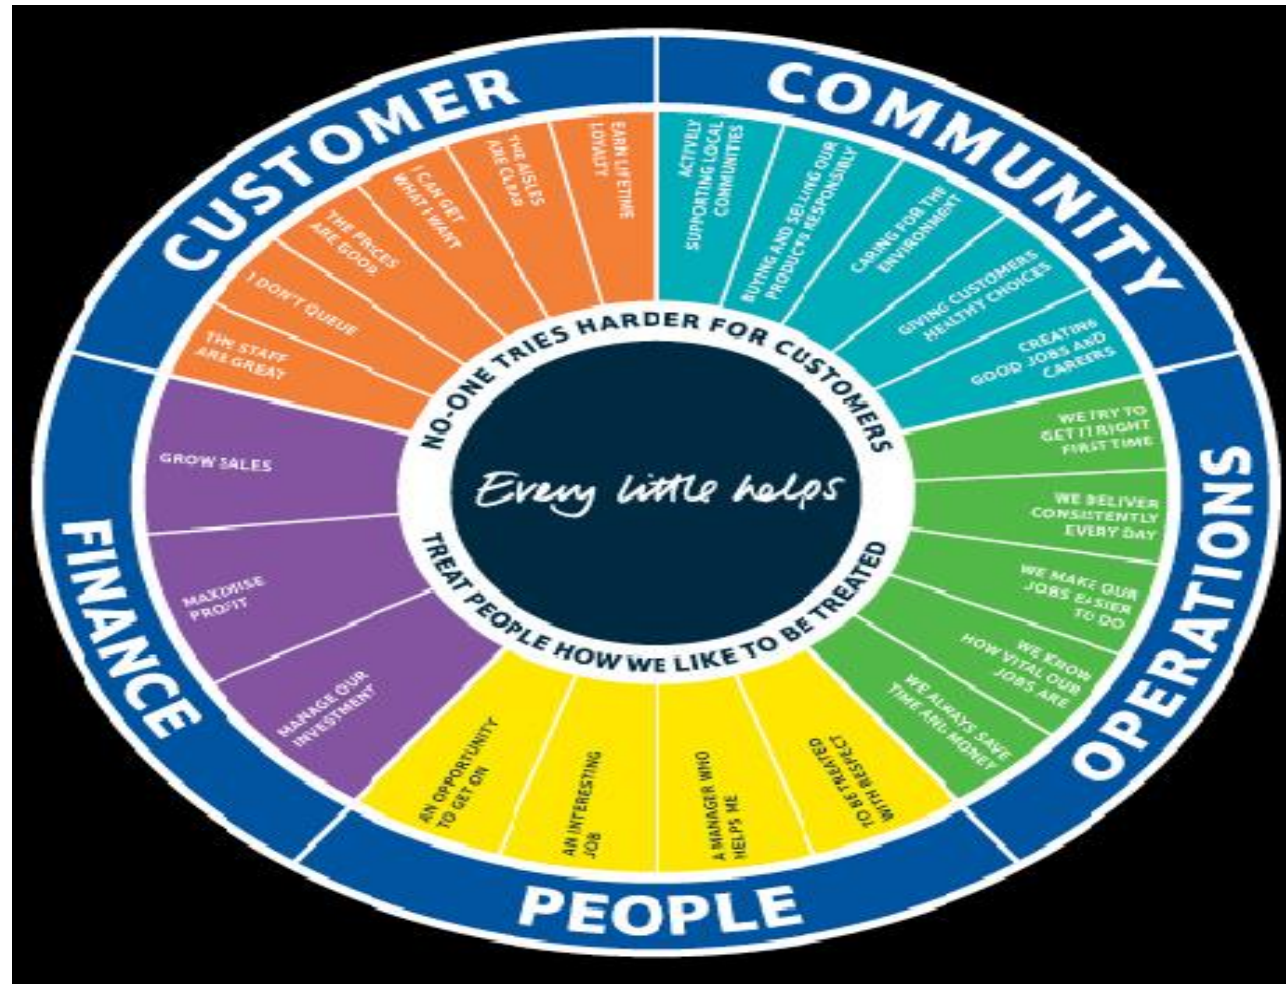 CUSTOMER
EARN LIFETIME
LOYALTY
THE AISLES
ARE CLEAR
I CAN GET
WHAT I WANT
THE PRICES
ARE GOOD
I DON'T QUEUE
THE STAFF
ARE GREAT
COMMUNITY
ACTIVELY
SUPPORTING LOCAL
COMMUNITIES
BUYING AND SELLING OUR
PRODUCTS RESPONSIBLY
CARING FOR THE
ENVIRONMENT
GIVING CUSTOMERS
HEALTHY CHOICES
CREATING
GOOD JOBS AND
CAREERS
OPERATIONS
WE TRY TO
GET IT RIGHT
FIRST TIME
WE DELIVER
CONSISTENTLY
EVERY DAY
WE MAKE OUR
JOBS EASIER
TO DO
WE KNOW
HOW VITAL OUR
JOBS ARE
WE ALWAYS SAVE
TIME AND MONEY
PEOPLE
TO BE TREATED
WITH RESPECT
A MANAGER WHO
HELPS ME
AN INTERESTING
JOB
AN OPPORTUNITY
TO GET ON
FINANCE
MANAGE OUR
INVESTMENT
MAXIMISE
PROFIT
GROW SALES
NO-ONE TRIES HARDER FOR CUSTOMERS
Every little helps
TREAT PEOPLE HOW WE LIKE TO BE TREATED